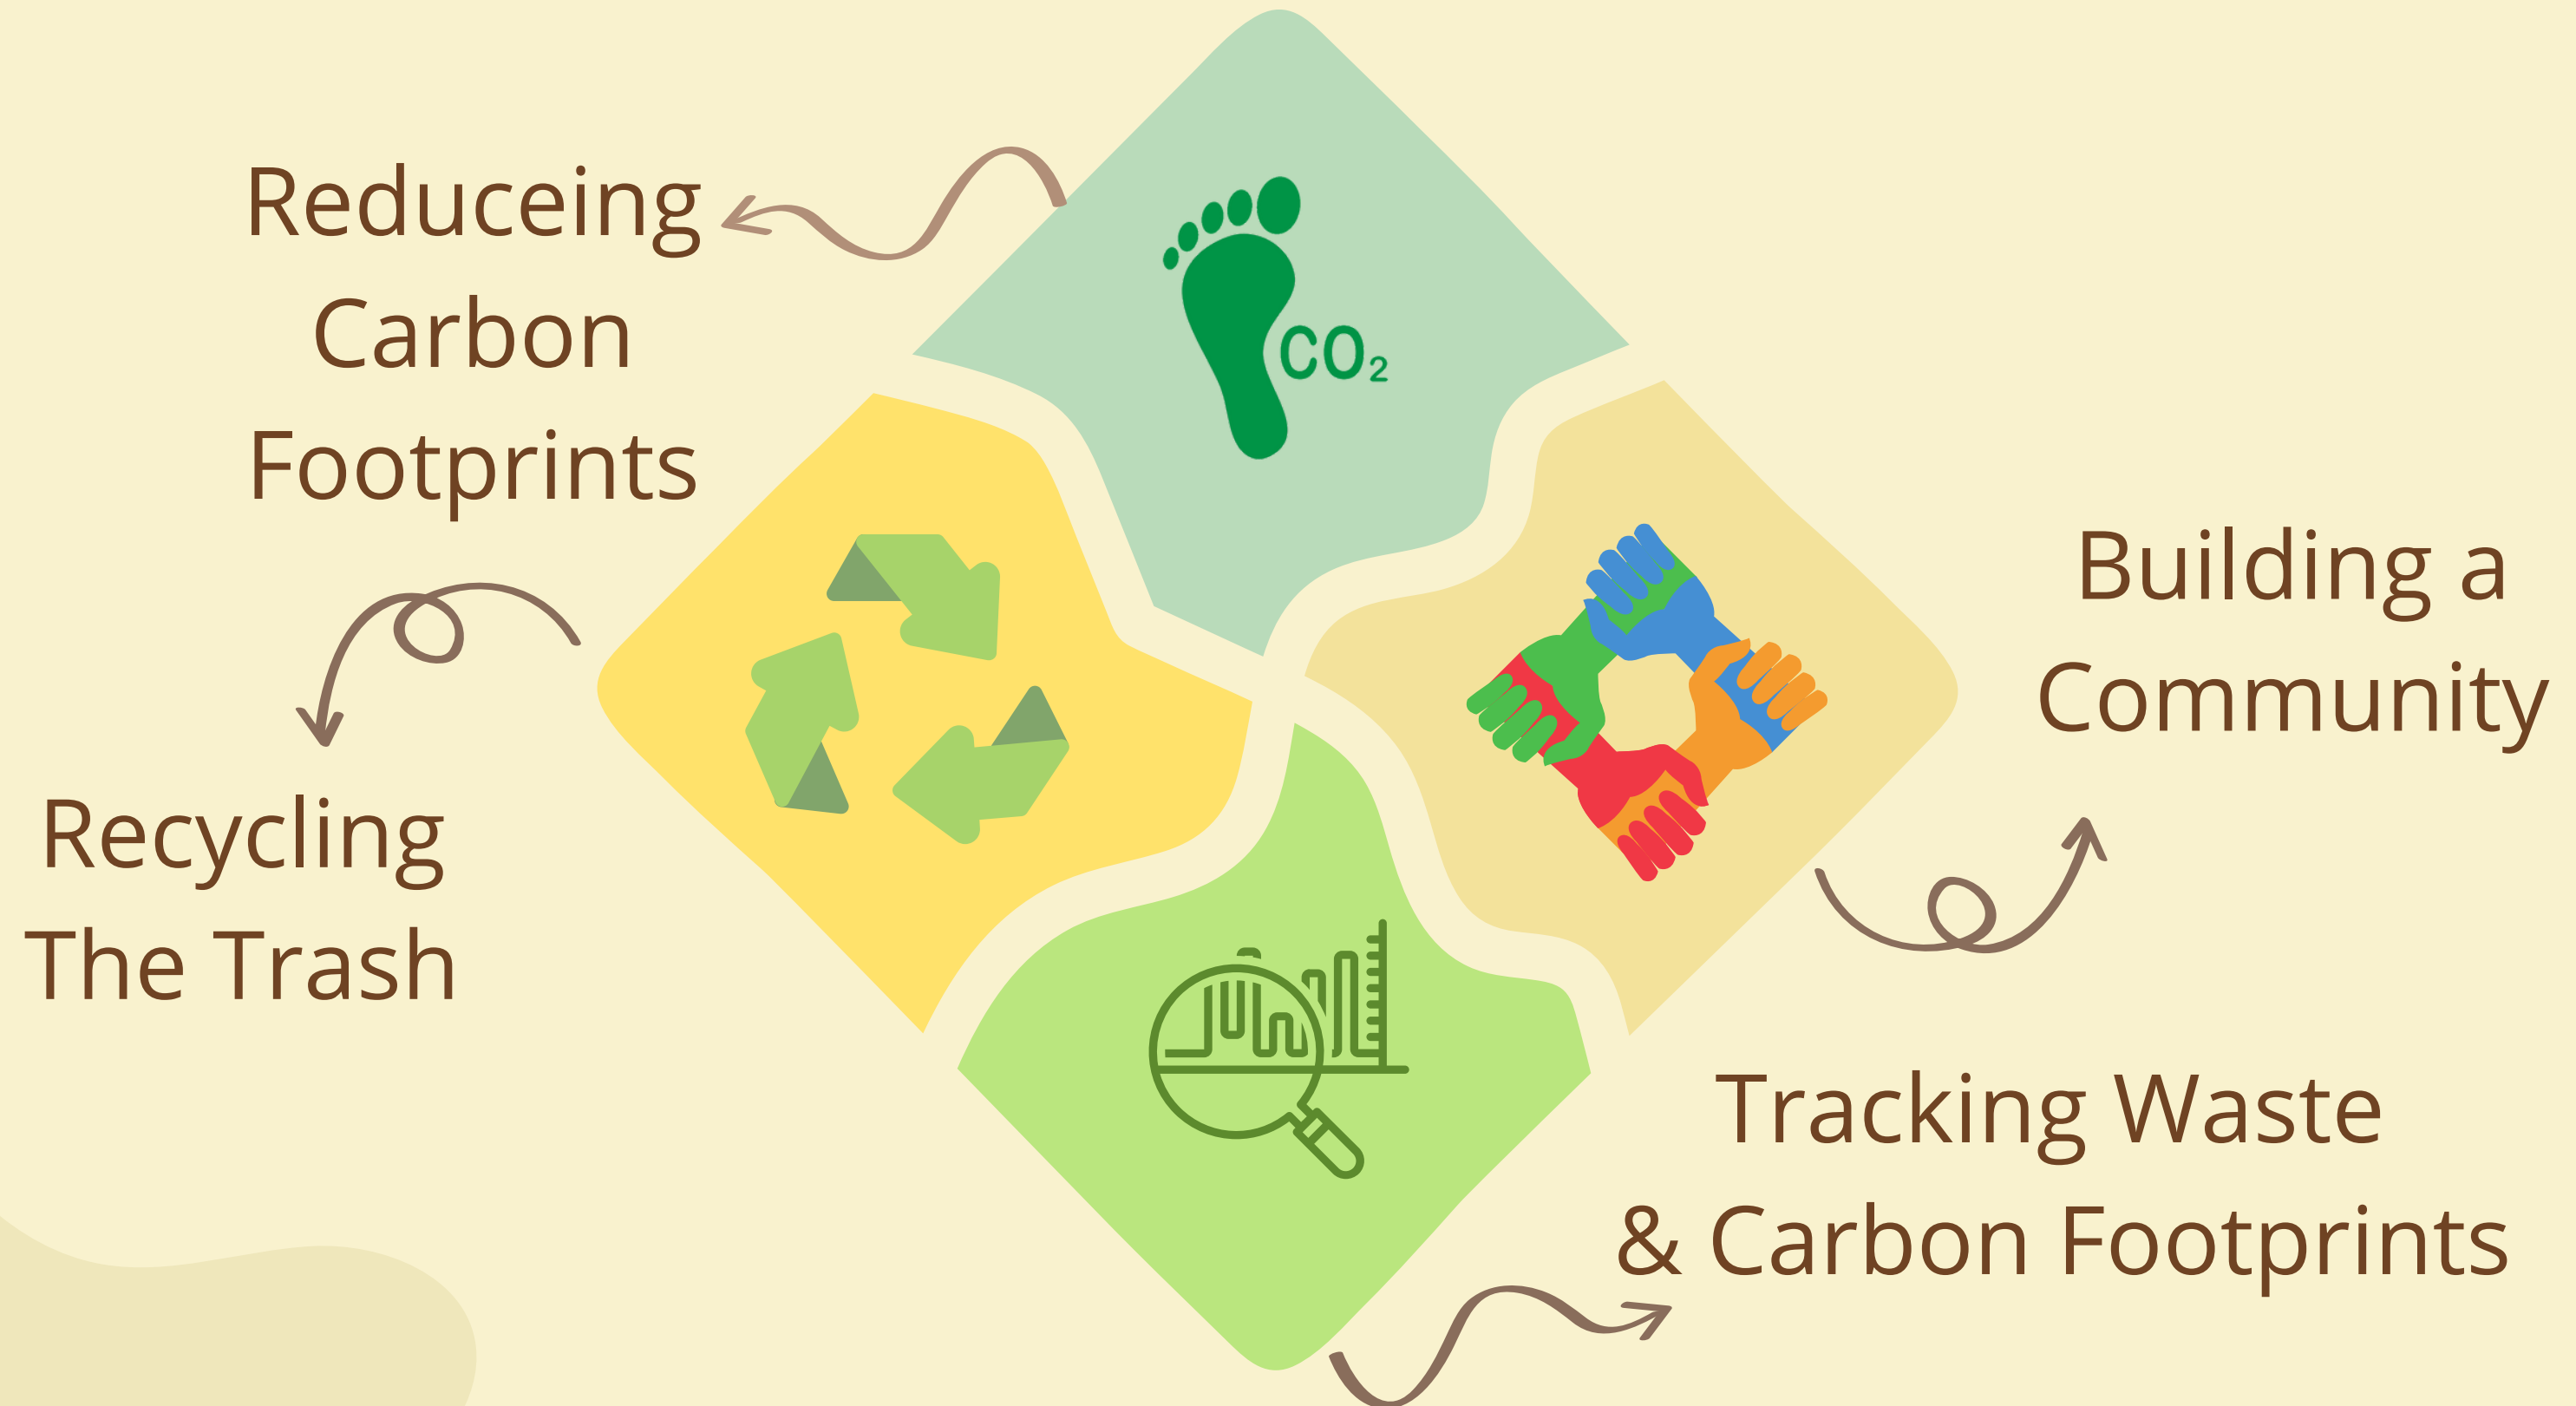 Reduceing
Carbon
Footprints
CO₂
Building a
Community
Recycling
The Trash
Tracking Waste
& Carbon Footprints